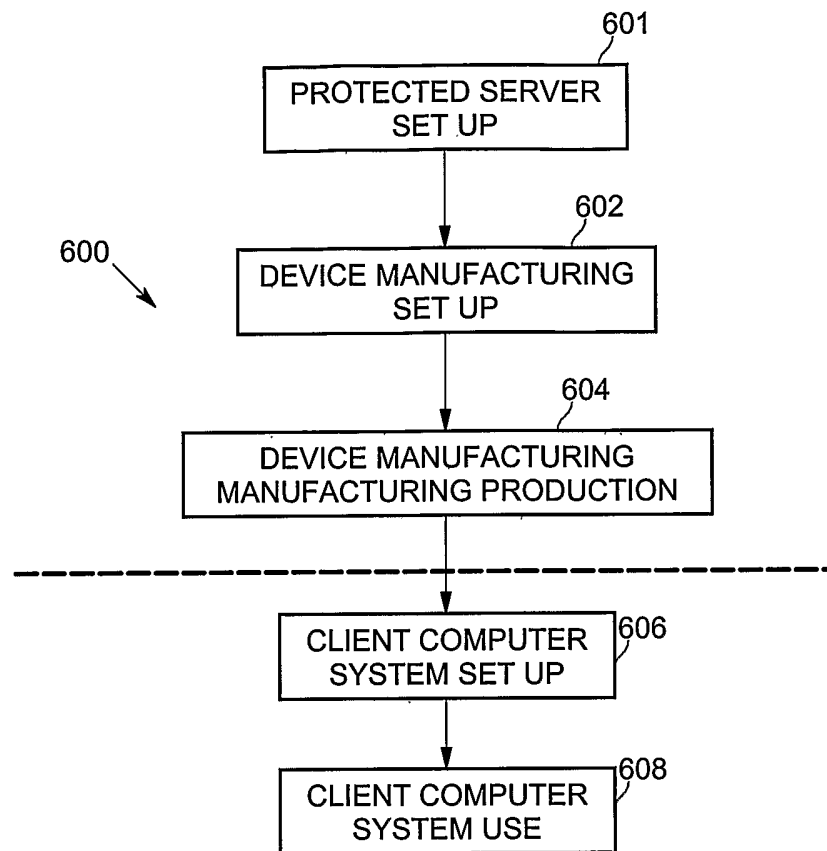 601
PROTECTED SERVER
SET UP
602
600
DEVICE MANUFACTURING
SET UP
604
DEVICE MANUFACTURING
MANUFACTURING PRODUCTION
606
CLIENT COMPUTER
SYSTEM SET UP
608
CLIENT COMPUTER
SYSTEM USE